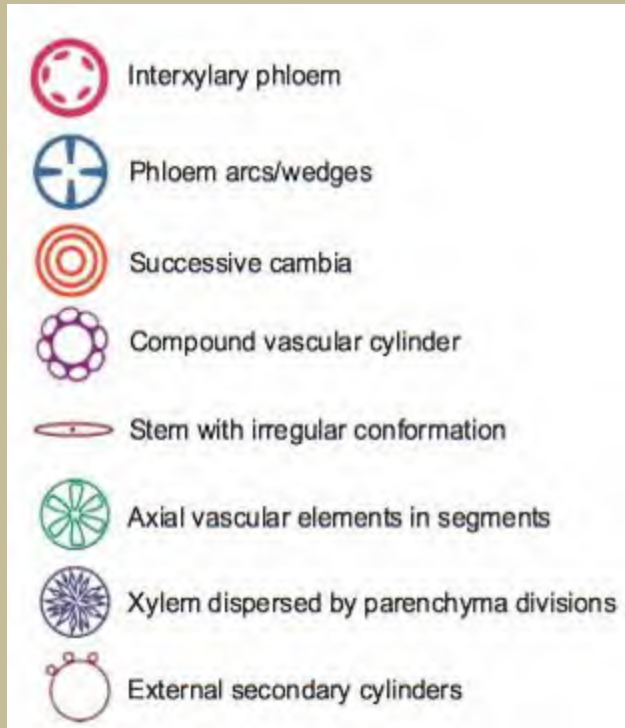 Interxylary phloem
Phloem arcs/wedges
Successive cambia
Compound vascular cylinder
Stem with irregular conformation
Axial vascular elements in segments
Xylem dispersed by parenchyma divisions
External secondary cylinders